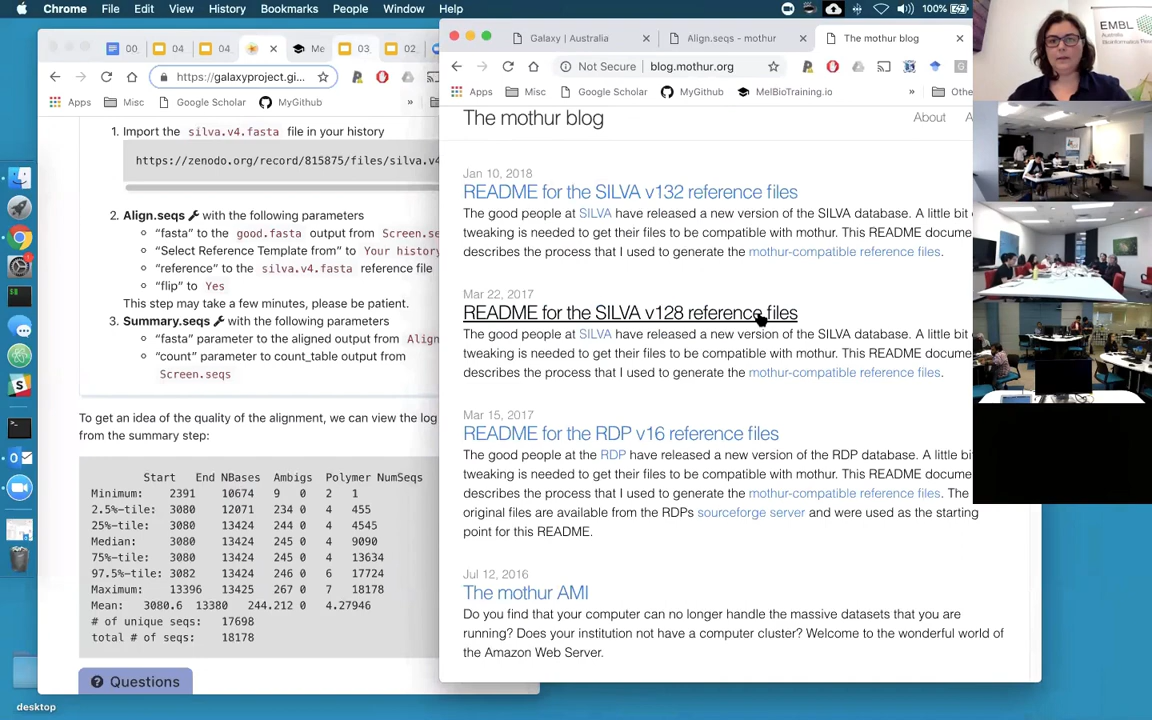 Chrome File Edit View History Bookmarks People Window Help 100%
00 04 04 Me 03 02
https://galaxyproject.gi...
Apps Misc Google Scholar MyGithub »
1. Import the silva.v4.fasta file in your history
https://zenodo.org/record/815875/files/silva.v4
2. Align.seqs with the following parameters
“fasta” to the good.fasta output from Screen.se
“Select Reference Template from” to Your history
“reference” to the silva.v4.fasta reference file
“flip” to Yes
This step may take a few minutes, please be patient.
3. Summary.seqs with the following parameters
“fasta” parameter to the aligned output from Align
“count” parameter to count_table output from
Screen.seqs
To get an idea of the quality of the alignment, we can view the log
from the summary step:
Start End NBases Ambigs Polymer NumSeqs
Minimum: 2391 10674 9 0 2 1
2.5%-tile: 3080 12071 234 0 4 455
25%-tile: 3080 13424 244 0 4 4545
Median: 3080 13424 245 0 4 9090
75%-tile: 3080 13424 245 0 4 13634
97.5%-tile: 3082 13424 246 0 6 17724
Maximum: 13396 13425 267 0 7 18178
Mean: 3080.6 13380 244.212 0 4.27946
# of unique seqs: 17698
total # of seqs: 18178
Questions
desktop
Galaxy | Australia Align.seqs - mothur The mothur blog
Not Secure blog.mothur.org
Apps Misc Google Scholar MyGithub MelBioTraining.io » Othe
The mothur blog About A
Jan 10, 2018
README for the SILVA v132 reference files
The good people at SILVA have released a new version of the SILVA database. A little bit
tweaking is needed to get their files to be compatible with mothur. This README docume
describes the process that I used to generate the mothur-compatible reference files.
Mar 22, 2017
README for the SILVA v128 reference files
The good people at SILVA have released a new version of the SILVA database. A little bit
tweaking is needed to get their files to be compatible with mothur. This README docume
describes the process that I used to generate the mothur-compatible reference files.
Mar 15, 2017
README for the RDP v16 reference files
The good people at the RDP have released a new version of the RDP database. A little bit
tweaking is needed to get their files to be compatible with mothur. This README docume
describes the process that I used to generate the mothur-compatible reference files. The
original files are available from the RDPs sourceforge server and were used as the starting
point for this README.
Jul 12, 2016
The mothur AMI
Do you find that your computer can no longer handle the massive datasets that you are
running? Does your institution not have a computer cluster? Welcome to the wonderful world of
the Amazon Web Server.
EMBL